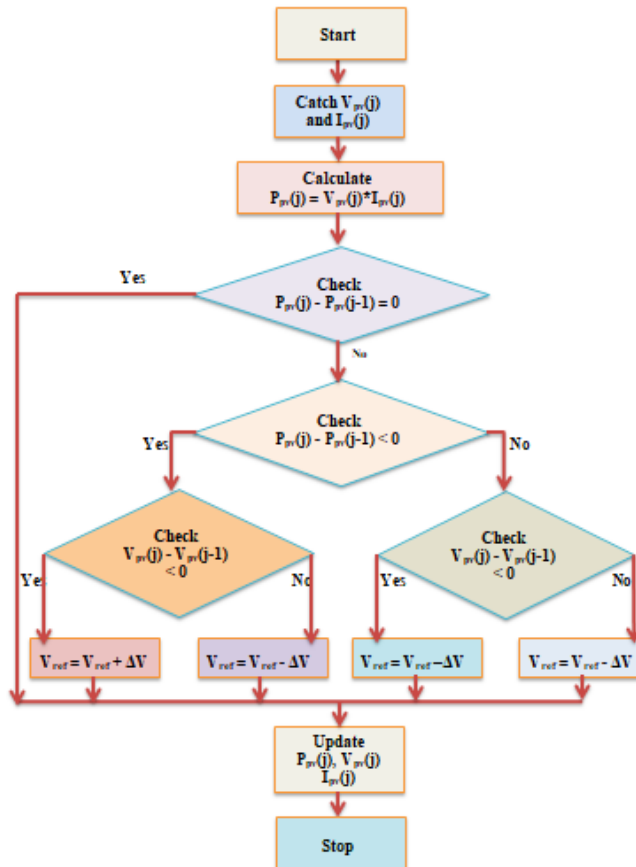 Start
Catch Vpv(j)
and Ipv(j)
Calculate
Ppv(j) = Vpv(j)*Ipv(j)
Yes
Check
Ppv(j) - Ppv(j-1) = 0
No
Check
Ppv(j) - Ppv(j-1) < 0
Yes
No
Check
Vpv(j) - Vpv(j-1)
< 0
Check
Vpv(j) - Vpv(j-1)
< 0
Yes
No
Yes
No
Vref = Vref + ΔV
Vref = Vref - ΔV
Vref = Vref –ΔV
Vref = Vref - ΔV
Update
Ppv(j), Vpv(j)
Ipv(j)
Stop